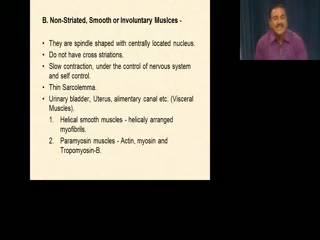 B. Non-Striated, Smooth or Involuntary Muslces -
• They are spindle shaped with centrally located nucleus.
• Do not have cross striations.
• Slow contraction, under the control of nervous system
and self control.
• Thin Sarcolemma.
• Urinary bladder, Uterus, alimentary canal etc. (Visceral
Muscles).
1. Helical smooth muscles - helicaly arranged
myofibrils.
2. Paramyosin muscles - Actin, myosin and
Tropomyosin-B.